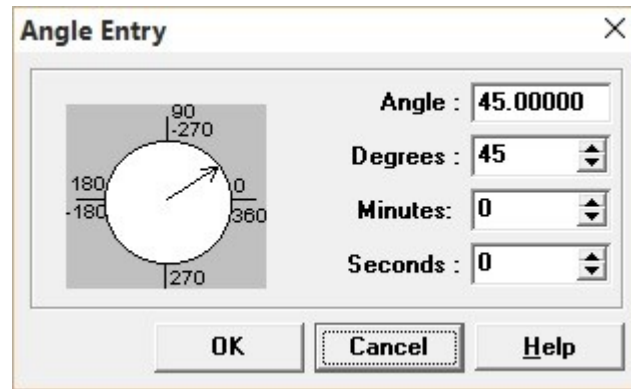 Angle Entry
90
-270
180
-180
0
360
270
Angle : 45.00000
Degrees : 45
Minutes: 0
Seconds : 0
OK Cancel Help